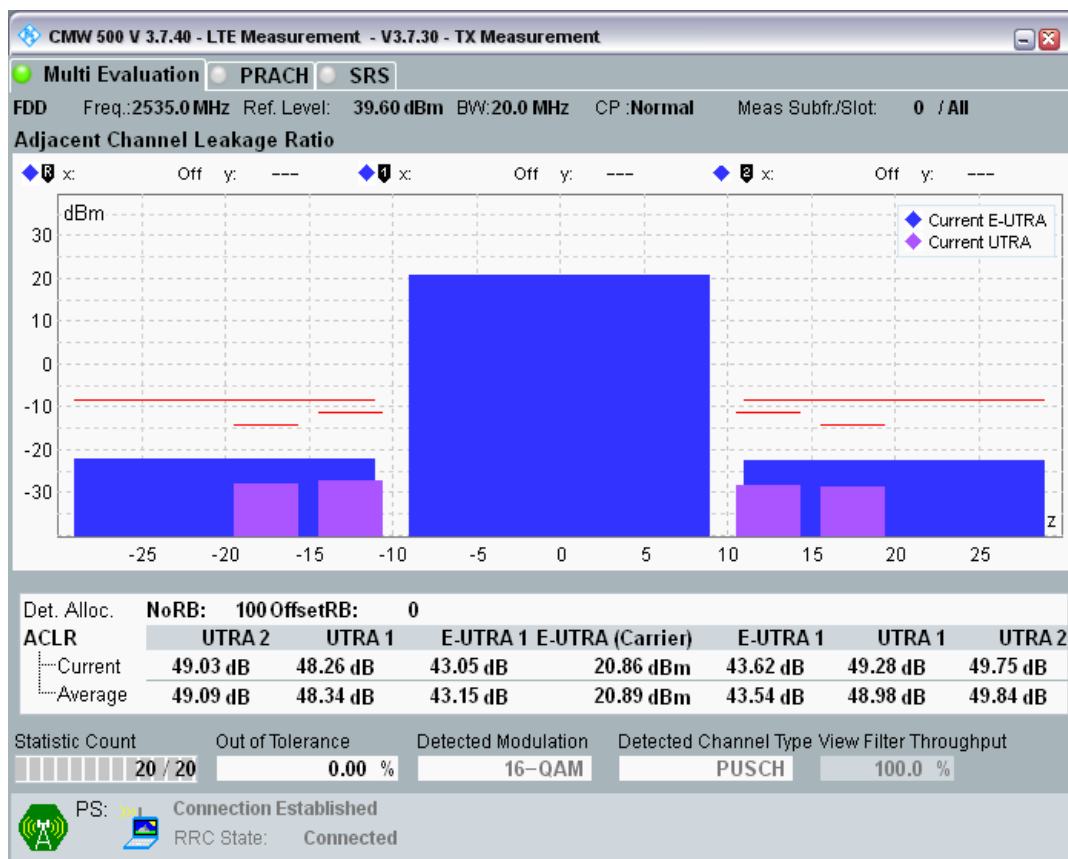 CMW 500 V 3.7.40 - LTE Measurement - V3.7.30 - TX Measurement
Multi Evaluation PRACH SRS
FDD Freq.:2535.0 MHz Ref. Level: 39.60 dBm BW:20.0 MHz CP :Normal Meas Subfr./Slot: 0 / All
Adjacent Channel Leakage Ratio
R x: Off y: --- 1 x: Off y: --- 2 x: Off y: ---
dBm
Current E-UTRA
Current UTRA
30
20
10
0
-10
-20
-30
z
-25 -20 -15 -10 -5 0 5 10 15 20 25
Det. Alloc. NoRB: 100 OffsetRB: 0
ACLR UTRA 2 UTRA 1 E-UTRA 1 E-UTRA (Carrier) E-UTRA 1 UTRA 1 UTRA 2
Current 49.03 dB 48.26 dB 43.05 dB 20.86 dBm 43.62 dB 49.28 dB 49.75 dB
Average 49.09 dB 48.34 dB 43.15 dB 20.89 dBm 43.54 dB 48.98 dB 49.84 dB
Statistic Count Out of Tolerance Detected Modulation Detected Channel Type View Filter Throughput
20 / 20 0.00 % 16-QAM PUSCH 100.0 %
PS: Connection Established
RRC State: Connected